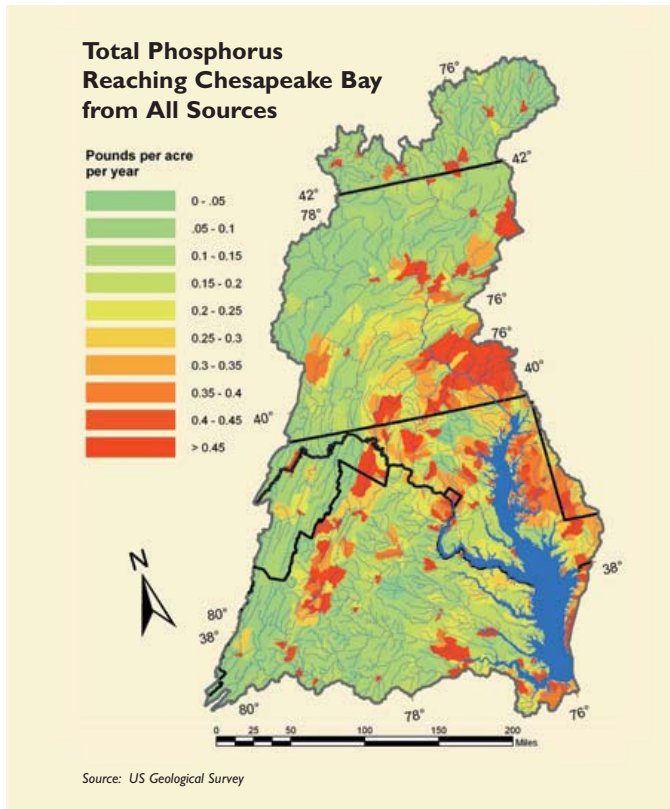 Total Phosphorus
Reaching Chesapeake Bay
from All Sources
Pounds per acre
per year
0 - .05
.05 - 0.1
0.1 - 0.15
0.15 - 0.2
0.2 - 0.25
0.25 - 0.3
0.3 - 0.35
0.35 - 0.4
0.4 - 0.45
> 0.45
76°
42°
42°
78°
76°
76°
40°
40°
38°
N
80°
38°
80°
78°
76°
0 25 50 100 150 200
Miles
Source: US Geological Survey